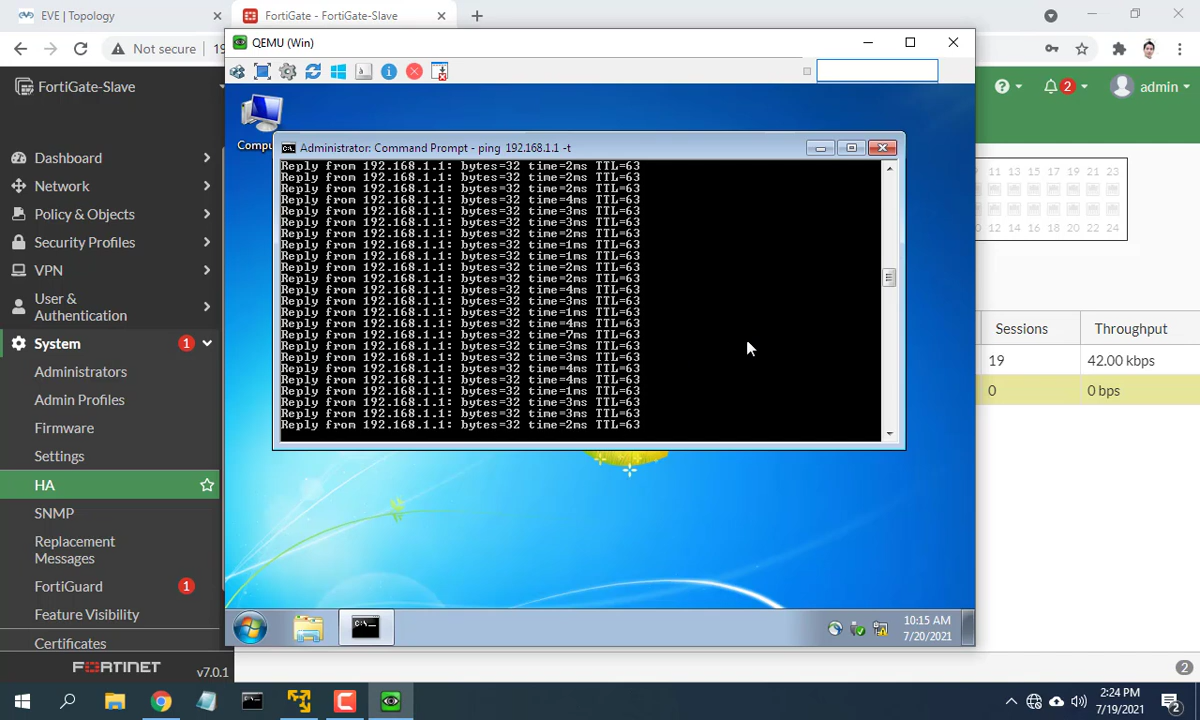 EVE | Topology
FortiGate - FortiGate-Slave
Not secure
19
QEMU (Win)
FortiGate-Slave
2
admin
Dashboard
Network
Policy & Objects
Security Profiles
VPN
User &
Authentication
System
1
Administrators
Admin Profiles
Firmware
Settings
HA
SNMP
Replacement
Messages
FortiGuard
1
Feature Visibility
Certificates
FORTINET
v7.0.1
Compu
Administrator: Command Prompt - ping 192.168.1.1 -t
Reply from 192.168.1.1: bytes=32 time=2ms TTL=63
Reply from 192.168.1.1: bytes=32 time=2ms TTL=63
Reply from 192.168.1.1: bytes=32 time=2ms TTL=63
Reply from 192.168.1.1: bytes=32 time=4ms TTL=63
Reply from 192.168.1.1: bytes=32 time=3ms TTL=63
Reply from 192.168.1.1: bytes=32 time=3ms TTL=63
Reply from 192.168.1.1: bytes=32 time=2ms TTL=63
Reply from 192.168.1.1: bytes=32 time=1ms TTL=63
Reply from 192.168.1.1: bytes=32 time=1ms TTL=63
Reply from 192.168.1.1: bytes=32 time=2ms TTL=63
Reply from 192.168.1.1: bytes=32 time=2ms TTL=63
Reply from 192.168.1.1: bytes=32 time=4ms TTL=63
Reply from 192.168.1.1: bytes=32 time=3ms TTL=63
Reply from 192.168.1.1: bytes=32 time=1ms TTL=63
Reply from 192.168.1.1: bytes=32 time=4ms TTL=63
Reply from 192.168.1.1: bytes=32 time=7ms TTL=63
Reply from 192.168.1.1: bytes=32 time=3ms TTL=63
Reply from 192.168.1.1: bytes=32 time=3ms TTL=63
Reply from 192.168.1.1: bytes=32 time=4ms TTL=63
Reply from 192.168.1.1: bytes=32 time=4ms TTL=63
Reply from 192.168.1.1: bytes=32 time=1ms TTL=63
Reply from 192.168.1.1: bytes=32 time=3ms TTL=63
Reply from 192.168.1.1: bytes=32 time=3ms TTL=63
Reply from 192.168.1.1: bytes=32 time=2ms TTL=63
11 13 15 17 19 21 23
12 14 16 18 20 22 24
Sessions Throughput
19 42.00 kbps
0 0 bps
10:15 AM
7/20/2021
2
2:24 PM
7/19/2021
2